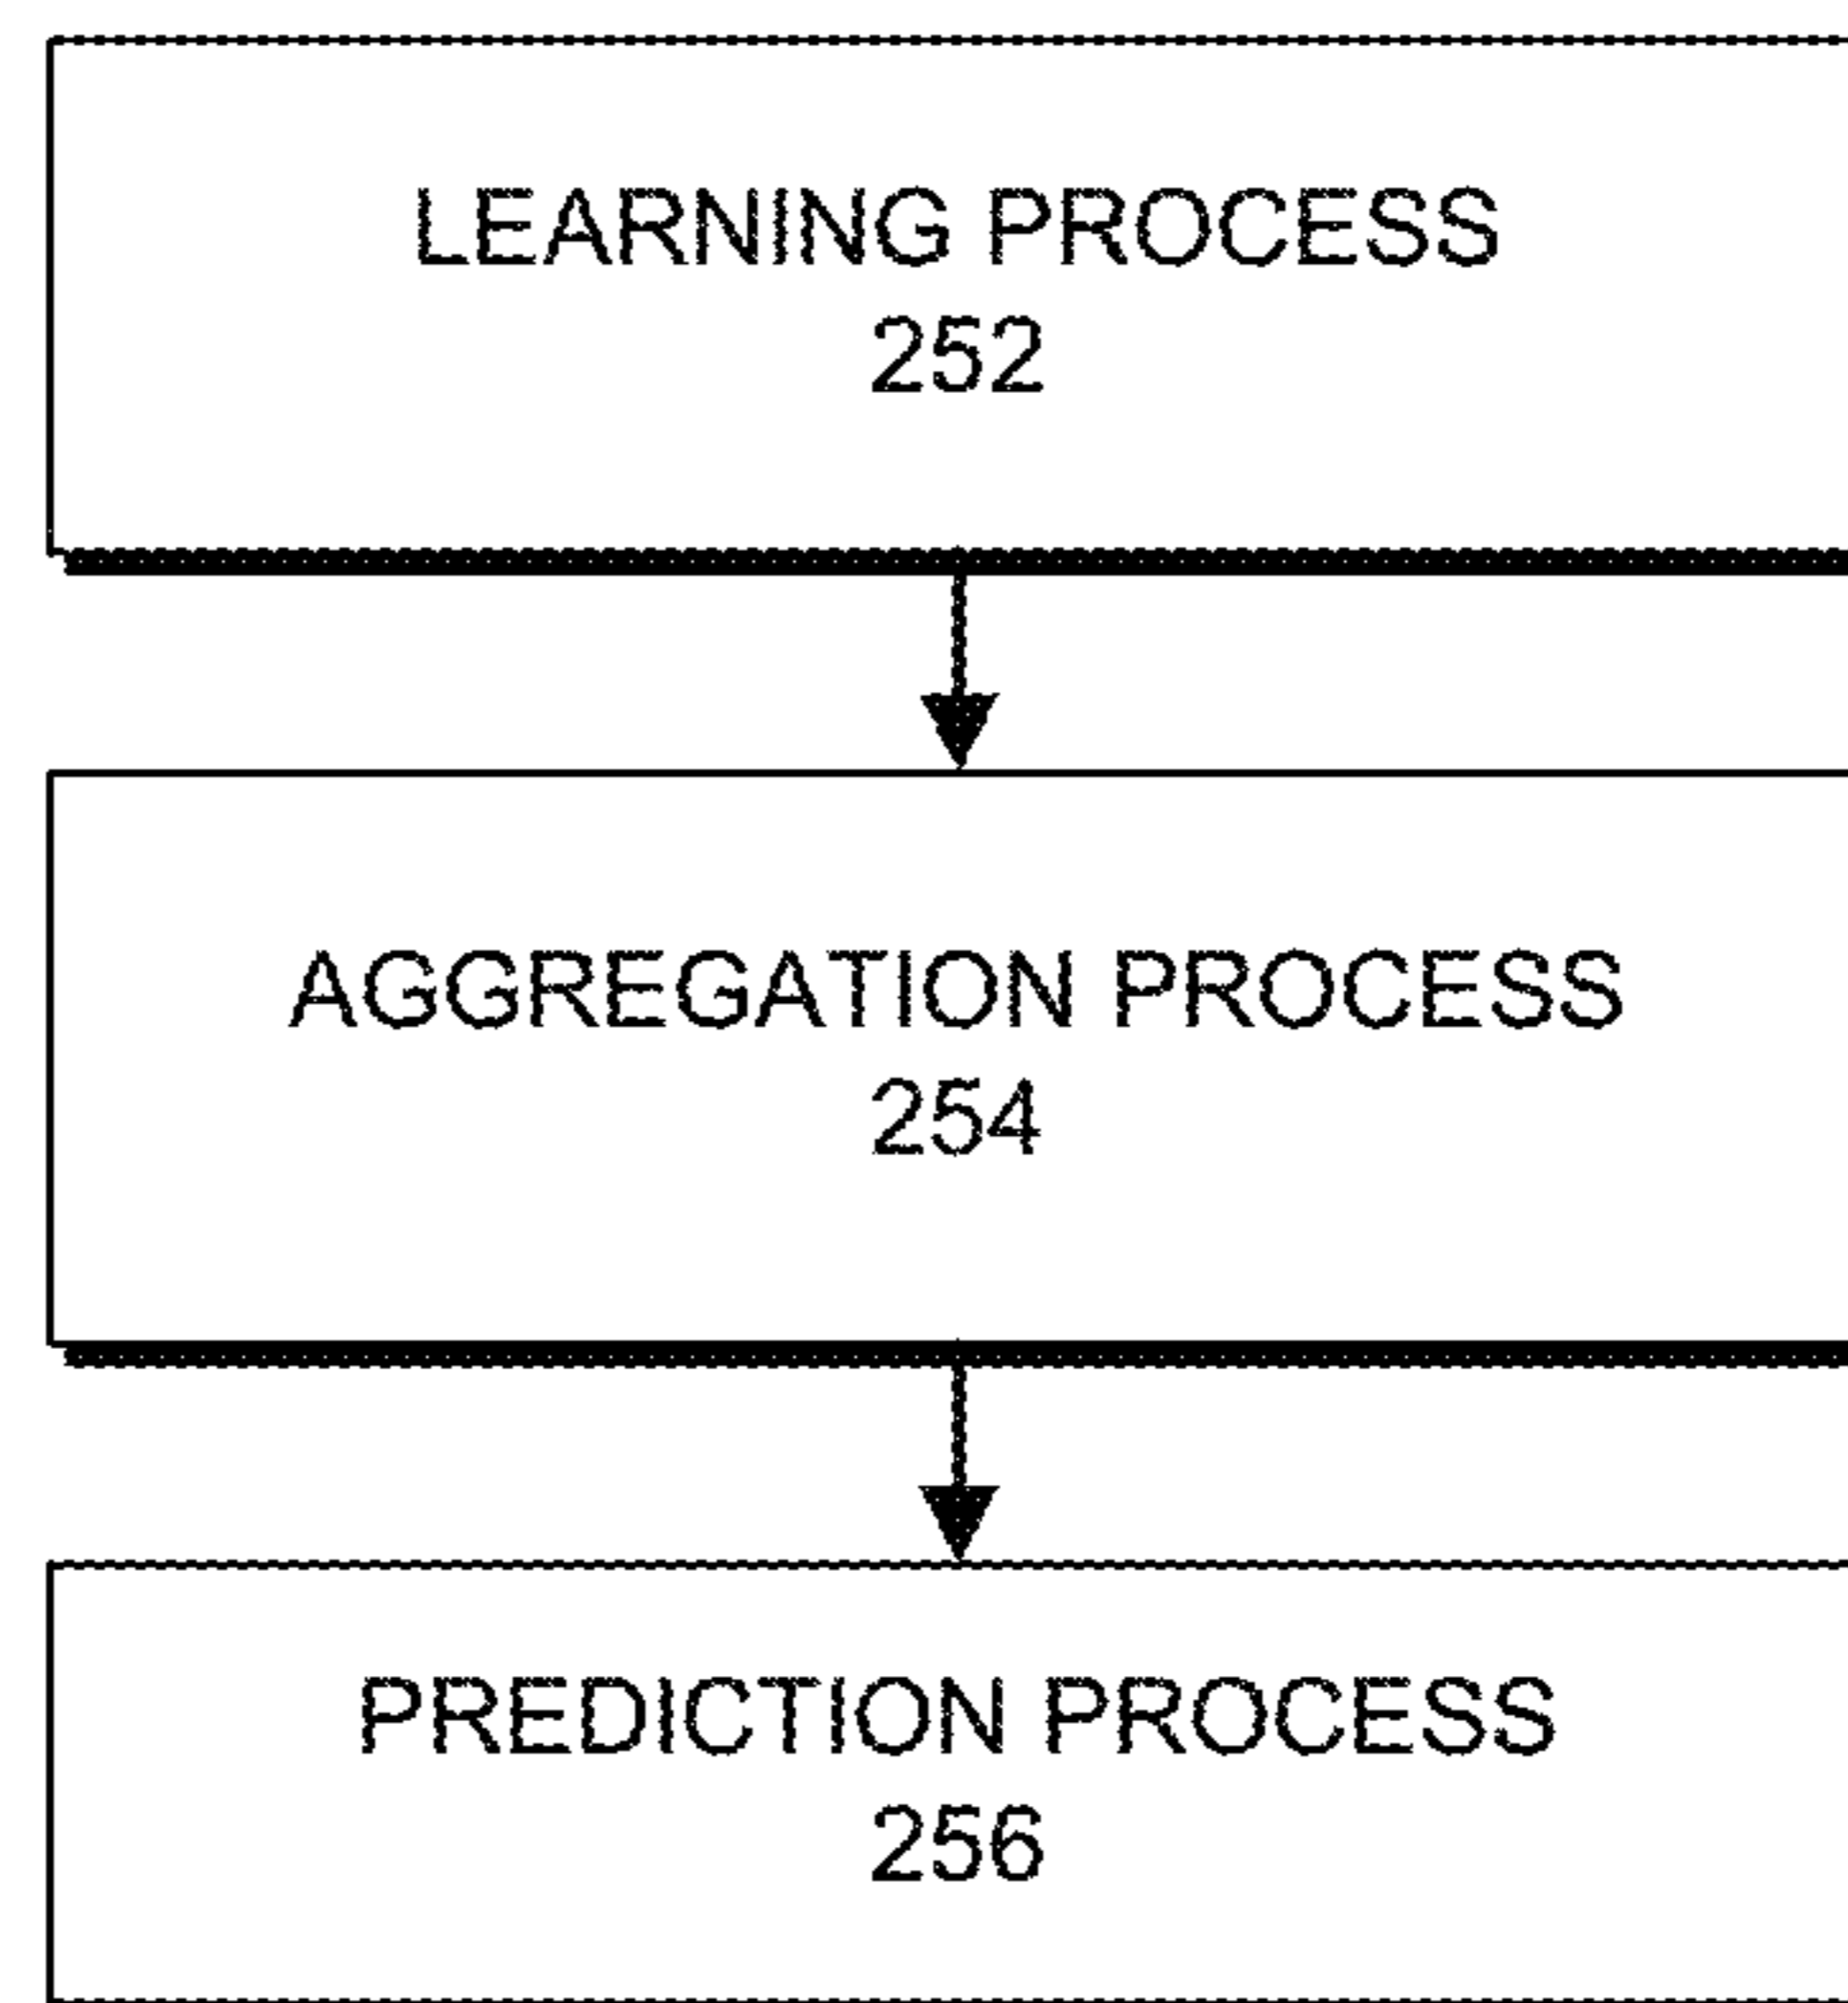 LEARNING PROCESS
252
AGGREGATION PROCESS
254
PREDICTION PROCESS
256